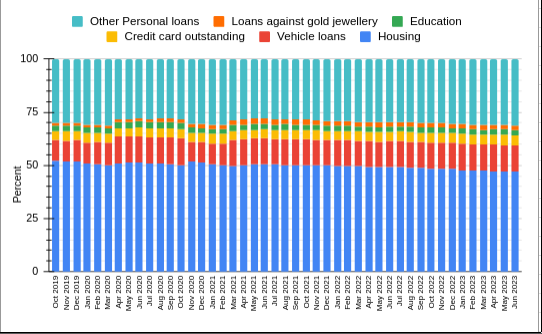 Other Personal loans Loans against gold jewellery Education
Credit card outstanding Vehicle loans Housing
100
75
50
25
0
Percent
Oct 2019
Nov 2019
Dec 2019
Jan 2020
Feb 2020
Mar 2020
Apr 2020
May 2020
Jun 2020
Jul 2020
Aug 2020
Sep 2020
Oct 2020
Nov 2020
Dec 2020
Jan 2021
Feb 2021
Mar 2021
Apr 2021
May 2021
Jun 2021
Jul 2021
Aug 2021
Sep 2021
Oct 2021
Nov 2021
Dec 2021
Jan 2022
Feb 2022
Mar 2022
Apr 2022
May 2022
Jun 2022
Jul 2022
Aug 2022
Sep 2022
Oct 2022
Nov 2022
Dec 2022
Jan 2023
Feb 2023
Mar 2023
Apr 2023
May 2023
Jun 2023